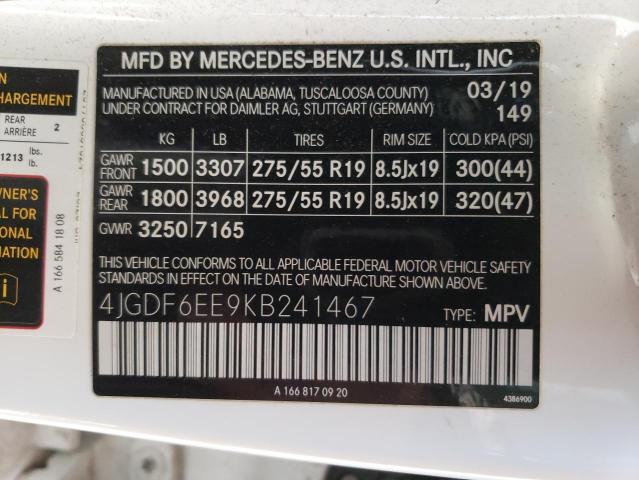 MFD BY MERCEDES-BENZ U.S. INTL., INC
MANUFACTURED IN USA (ALABAMA, TUSCALOOSA COUNTY) 03/19
UNDER CONTRACT FOR DAIMLER AG, STUTTGART (GERMANY) 149
KG LB TIRES RIM SIZE COLD KPA (PSI)
GAWR FRONT 1500 3307 275/55 R19 8.5Jx19 300(44)
GAWR REAR 1800 3968 275/55 R19 8.5Jx19 320(47)
GVWR 3250 7165
THIS VEHICLE CONFORMS TO ALL APPLICABLE FEDERAL MOTOR VEHICLE SAFETY
STANDARDS IN EFFECT ON THE DATE OF MANUFACTURE SHOWN ABOVE.
4JGDF6EE9KB241467 TYPE: MPV
A 166 817 09 20
4386900
HARGEMENT
REAR
ARRIÈRE 2
1213 lbs.
lb.
WNER'S
AL FOR
IONAL
MATION
i
A 166 584 18 08